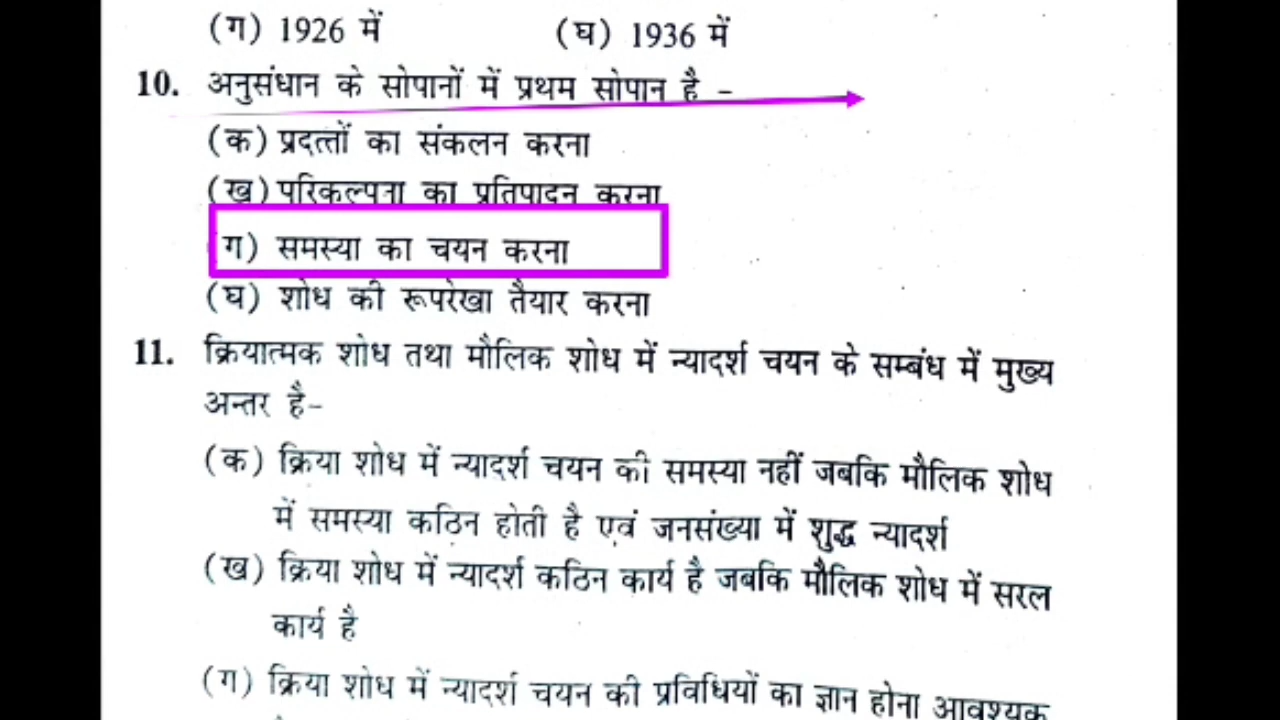 (ग) 1926 में (घ) 1936 में
10. अनुसंधान के सोपानों में प्रथम सोपान है -
(क) प्रदत्तों का संकलन करना
(ख) परिकल्पना का प्रतिपादन करना
ग) समस्या का चयन करना
(घ) शोध की रूपरेखा तैयार करना
11. क्रियात्मक शोध तथा मौलिक शोध में न्यादर्श चयन के सम्बंध में मुख्य
अन्तर है-
(क) क्रिया शोध में न्यादर्श चयन की समस्या नहीं जबकि मौलिक शोध
में समस्या कठिन होती है एवं जनसंख्या में शुद्ध न्यादर्श
(ख) क्रिया शोध में न्यादर्श कठिन कार्य है जबकि मौलिक शोध में सरल
कार्य है
(ग) क्रिया शोध में न्यादर्श चयन की प्रविधियों का ज्ञान होना आवश्यक